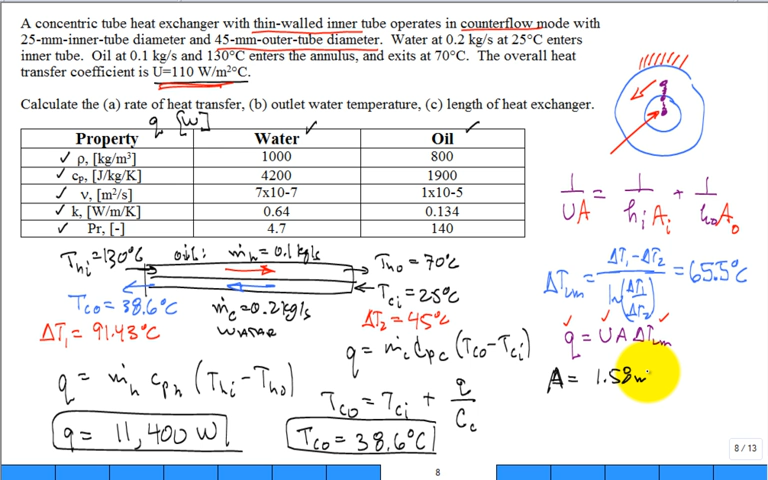 A concentric tube heat exchanger with thin-walled inner tube operates in counterflow mode with
25-mm-inner-tube diameter and 45-mm-outer-tube diameter. Water at 0.2 kg/s at 25°C enters
inner tube. Oil at 0.1 kg/s and 130°C enters the annulus, and exits at 70°C. The overall heat
transfer coefficient is U=110 W/m²°C.
Calculate the (a) rate of heat transfer, (b) outlet water temperature, (c) length of heat exchanger.
q [W]
Property Water ✓ Oil ✓
✓ ρ, [kg/m³] 1000 800
✓ cp, [J/kg/K] 4200 1900
✓ ν, [m²/s] 7x10-7 1x10-5
✓ k, [W/m/K] 0.64 0.134
✓ Pr, [-] 4.7 140
q
1/UA = 1/(hi Ai) + 1/(ho Ao)
Thi = 130°C oil: ṁh = 0.1 kg/s Tho = 70°C
Tco = 38.6°C ṁc = 0.2 kg/s Tci = 25°C
WATER
ΔT1 = 91.43°C ΔT2 = 45°C
ΔTlm = (ΔT1 - ΔT2)/ln(ΔT1/ΔT2) = 65.5°C
q = U A ΔTlm
q = ṁh cph (Thi - Tho)
q = 11,400 W
q = ṁc cpc (Tco - Tci)
Tco = Tci + q/Cc
Tco = 38.6°C
A = 1.58 m
8 / 13
8